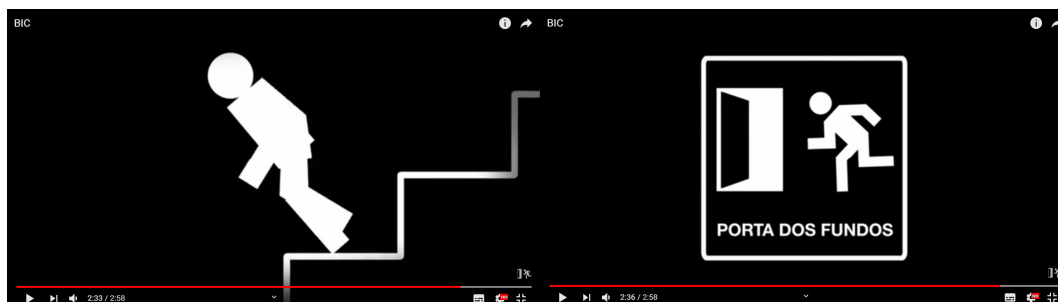 BIC
BIC
PORTA DOS FUNDOS
2:33 / 2:58
2:36 / 2:58